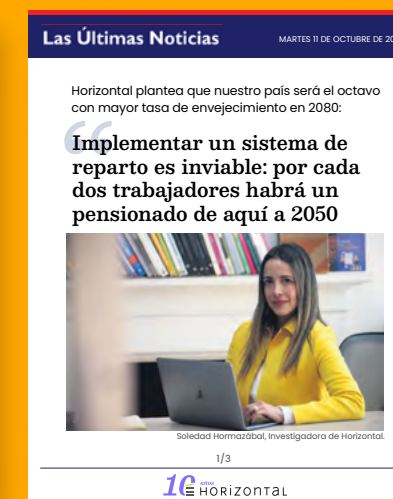 Las Últimas Noticias
MARTES 11 DE OCTUBRE DE 20
Horizontal plantea que nuestro país será el octavo
con mayor tasa de envejecimiento en 2080:
“
Implementar un sistema de
reparto es inviable: por cada
dos trabajadores habrá un
pensionado de aquí a 2050
Soledad Hormazábal, Investigadora de Horizontal.
1/3
10 años HORIZONTAL